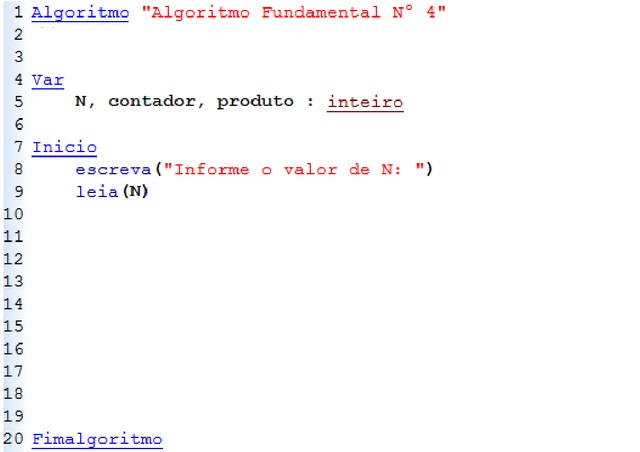 1 Algoritmo "Algoritmo Fundamental N° 4"
2
3
4 Var
5 N, contador, produto : inteiro
6
7 Inicio
8 escreva("Informe o valor de N: ")
9 leia(N)
10
11
12
13
14
15
16
17
18
19
20 Fimalgoritmo